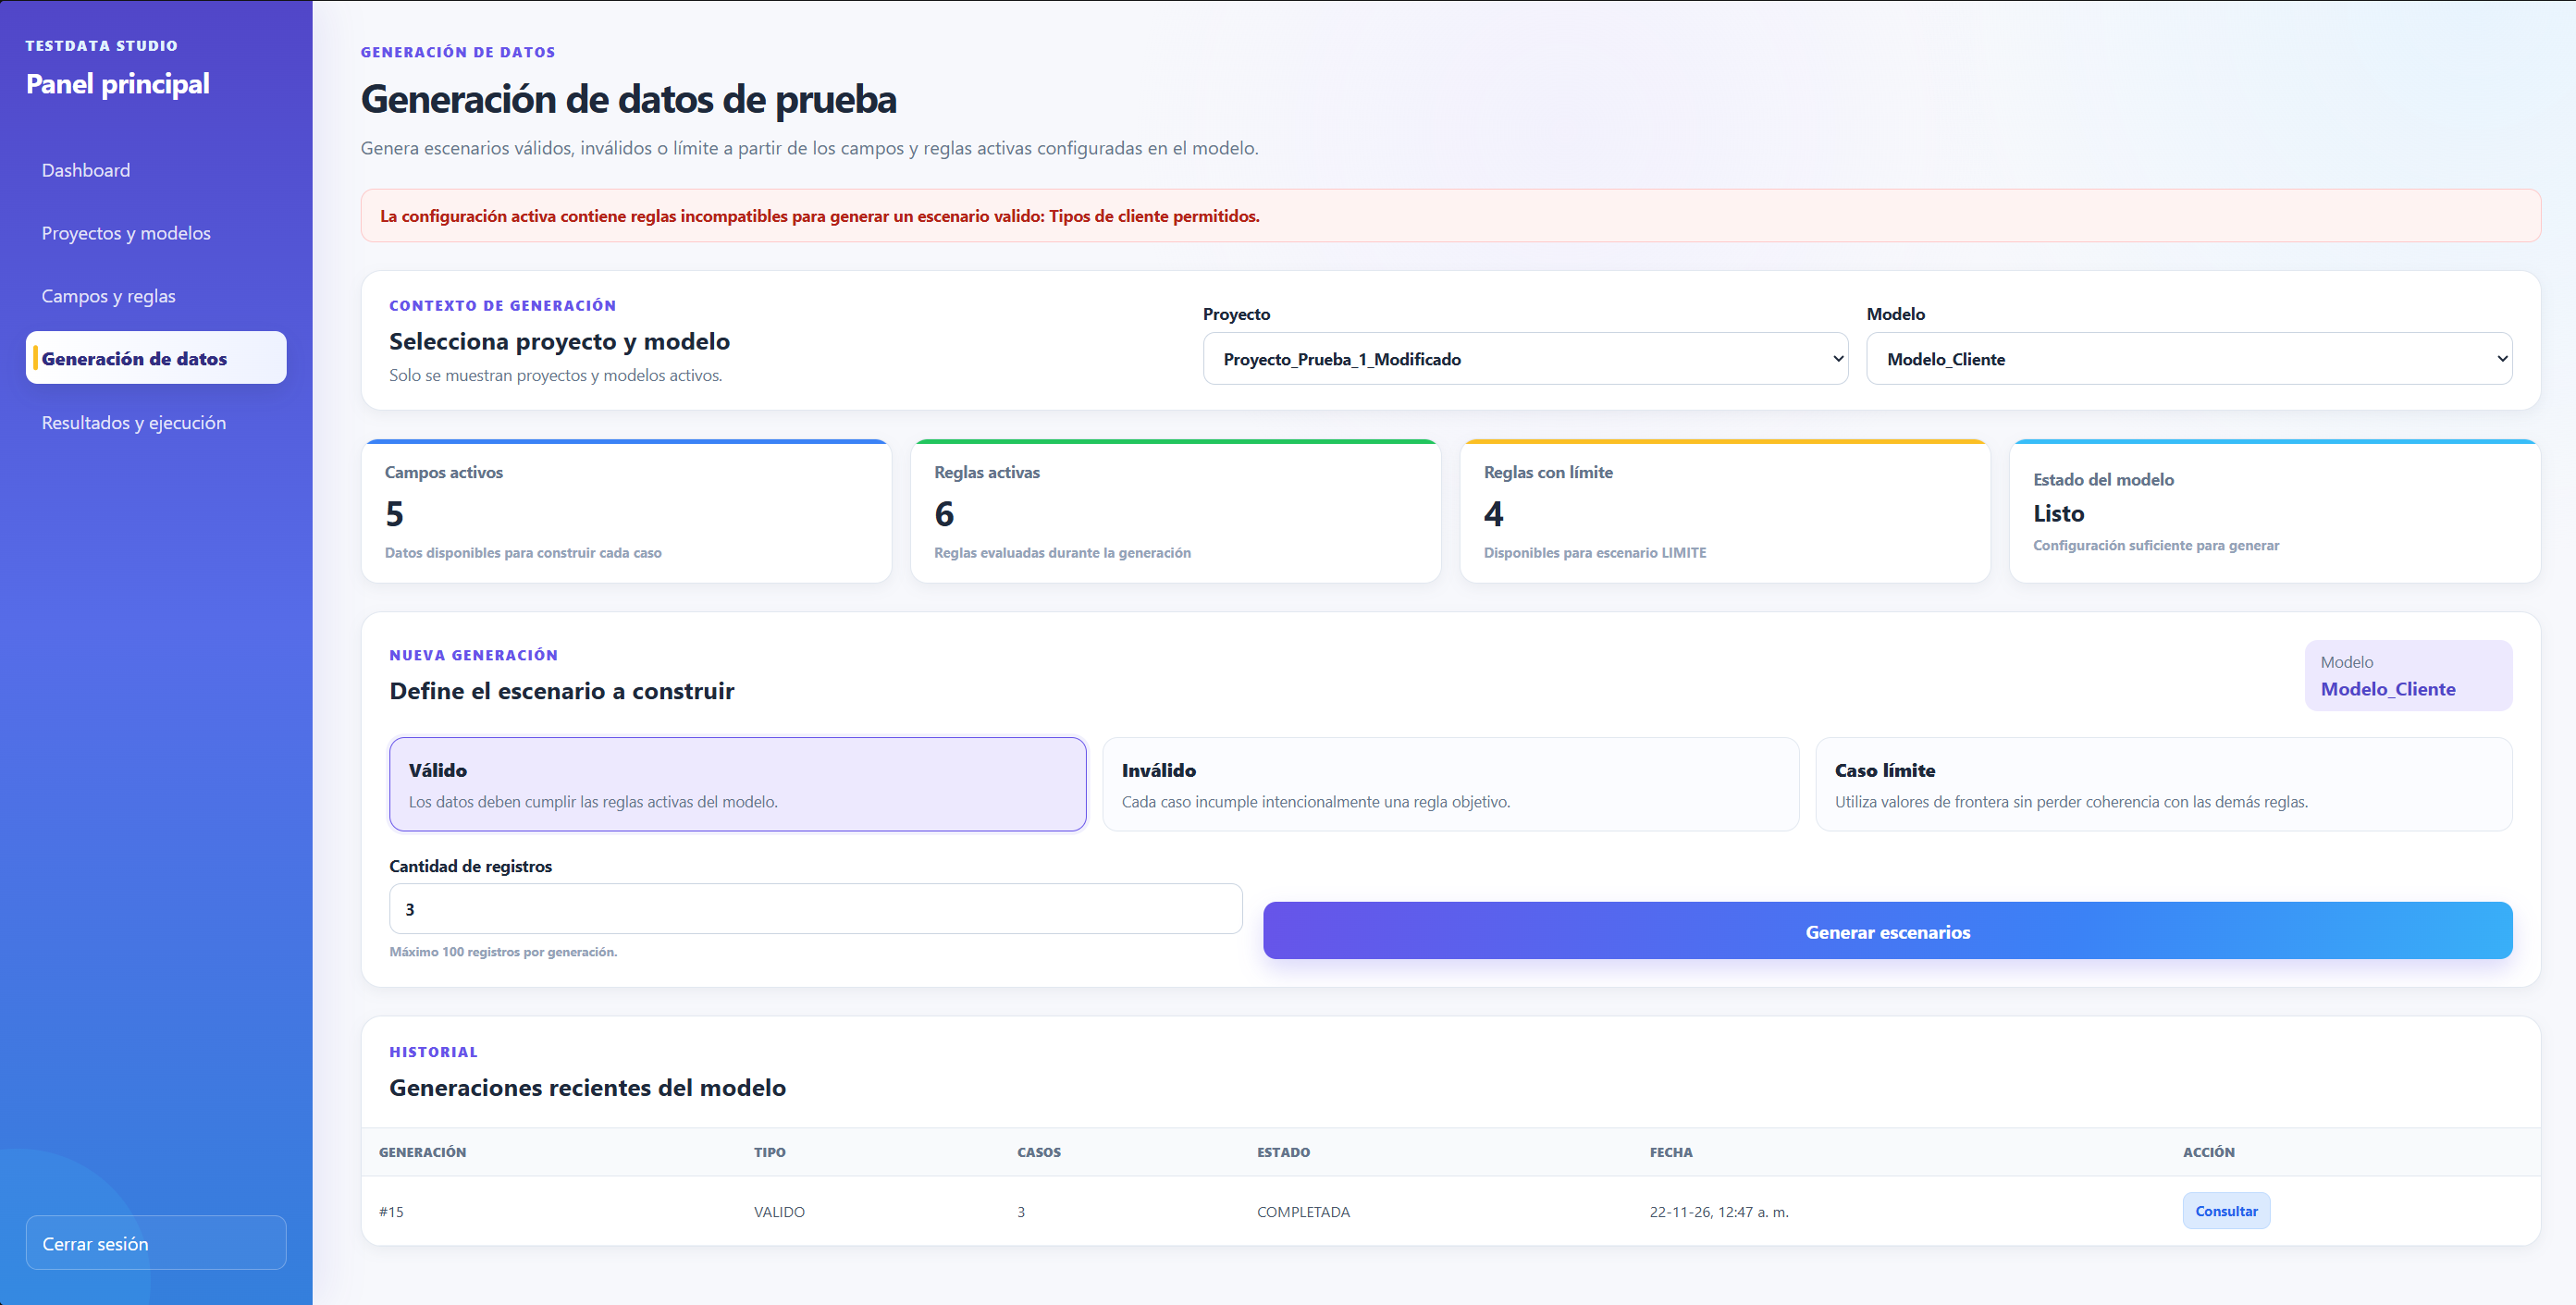 TESTDATA STUDIO
Panel principal
Dashboard
Proyectos y modelos
Campos y reglas
Generación de datos
Resultados y ejecución
Cerrar sesión
GENERACIÓN DE DATOS
Generación de datos de prueba
Genera escenarios válidos, inválidos o límite a partir de los campos y reglas activas configuradas en el modelo.
La configuración activa contiene reglas incompatibles para generar un escenario valido: Tipos de cliente permitidos.
CONTEXTO DE GENERACIÓN
Selecciona proyecto y modelo
Solo se muestran proyectos y modelos activos.
Proyecto
Proyecto_Prueba_1_Modificado
Modelo
Modelo_Cliente
Campos activos
5
Datos disponibles para construir cada caso
Reglas activas
6
Reglas evaluadas durante la generación
Reglas con límite
4
Disponibles para escenario LIMITE
Estado del modelo
Listo
Configuración suficiente para generar
NUEVA GENERACIÓN
Define el escenario a construir
Modelo
Modelo_Cliente
Válido
Los datos deben cumplir las reglas activas del modelo.
Inválido
Cada caso incumple intencionalmente una regla objetivo.
Caso límite
Utiliza valores de frontera sin perder coherencia con las demás reglas.
Cantidad de registros
3
Máximo 100 registros por generación.
Generar escenarios
HISTORIAL
Generaciones recientes del modelo
GENERACIÓN TIPO CASOS ESTADO FECHA ACCIÓN
#15 VALIDO 3 COMPLETADA 22-11-26, 12:47 a. m. Consultar